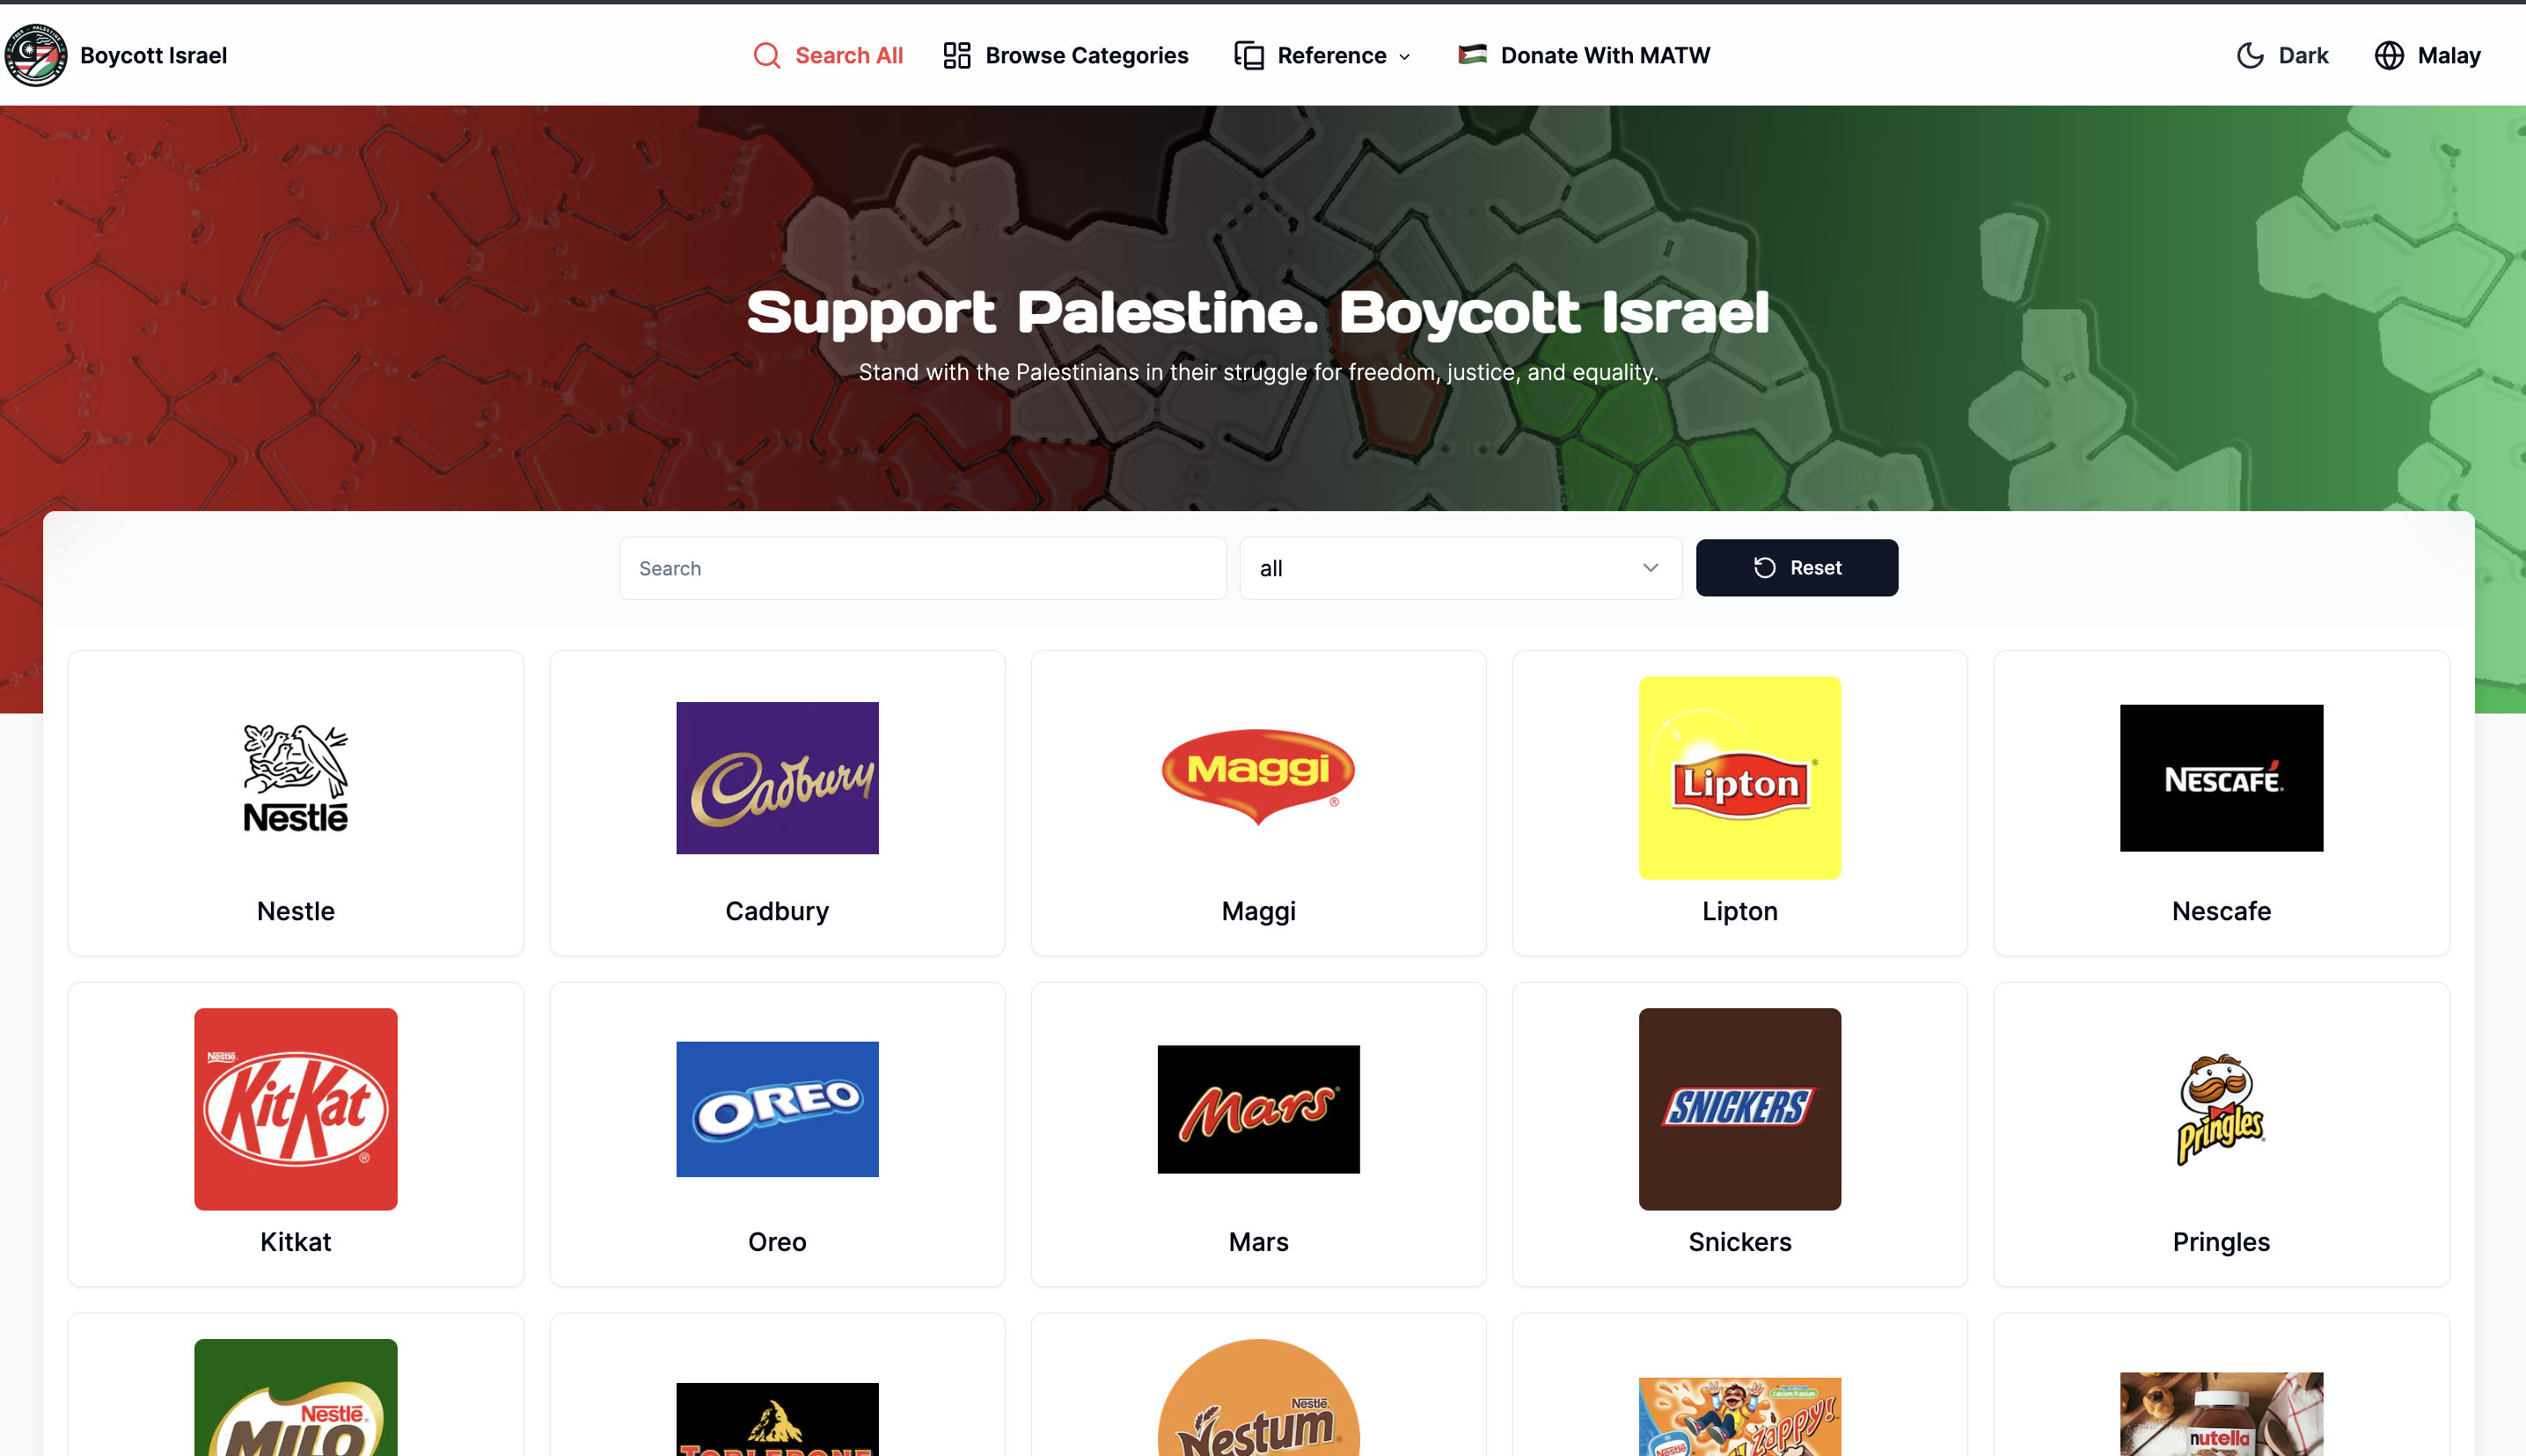 Boycott Israel
Search All
Browse Categories
Reference
Donate With MATW
Dark
Malay
Support Palestine. Boycott Israel
Stand with the Palestinians in their struggle for freedom, justice, and equality.
Search
all
Reset
Nestlé
Cadbury
Maggi
Lipton
NESCAFÉ
Nestle
Cadbury
Maggi
Lipton
Nescafe
Nestlé
KitKat
OREO
Mars
SNICKERS
Pringles
Kitkat
Oreo
Mars
Snickers
Pringles
Nestlé
MILO
TOBLERONE
Nestlé
Nestum
Nestlé
ZAPPY!
nutella